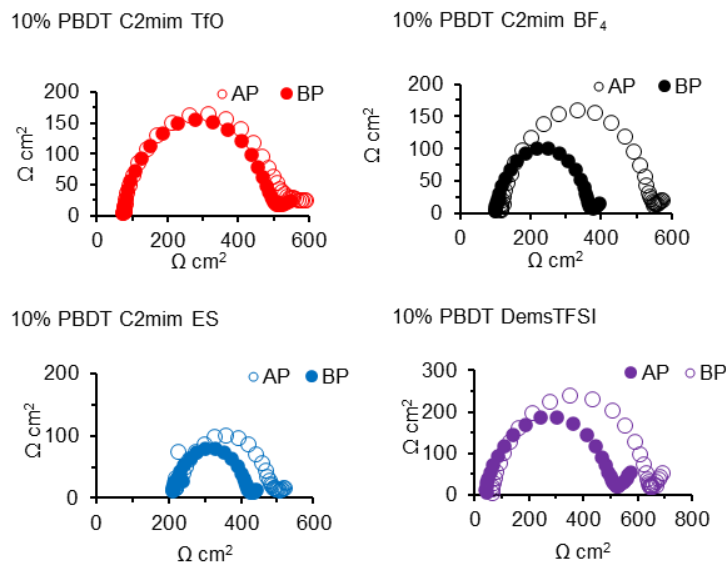 10% PBDT C2mim TfO
200
150
100
50
0
0 200 400 600
Ω cm²
Ω cm²
AP BP
10% PBDT C2mim BF₄
200
150
100
50
0
0 200 400 600
Ω cm²
Ω cm²
AP BP
10% PBDT C2mim ES
200
100
0
0 200 400 600
Ω cm²
Ω cm²
AP BP
10% PBDT DemsTFSI
300
200
100
0
0 200 400 600 800
Ω cm²
Ω cm²
AP BP